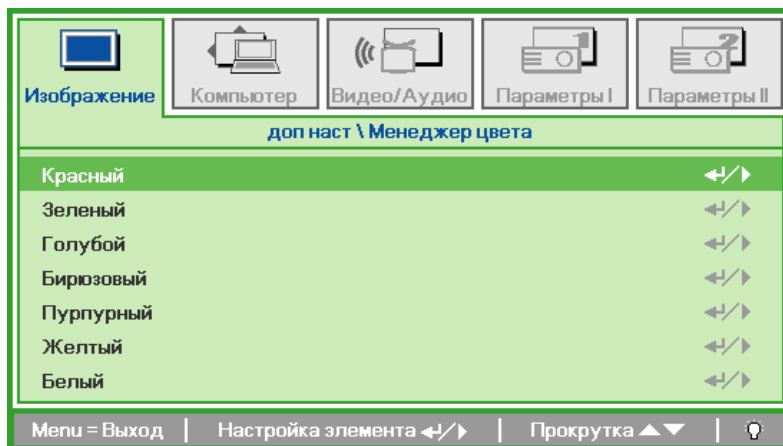 Изображение Компьютер Видео/Аудио Параметры I Параметры II
доп наст \ Менеджер цвета
Красный
Зеленый
Голубой
Бирюзовый
Пурпурный
Желтый
Белый
Menu = Выход | Настройка элемента ↵/▶ | Прокрутка ▲▼ |